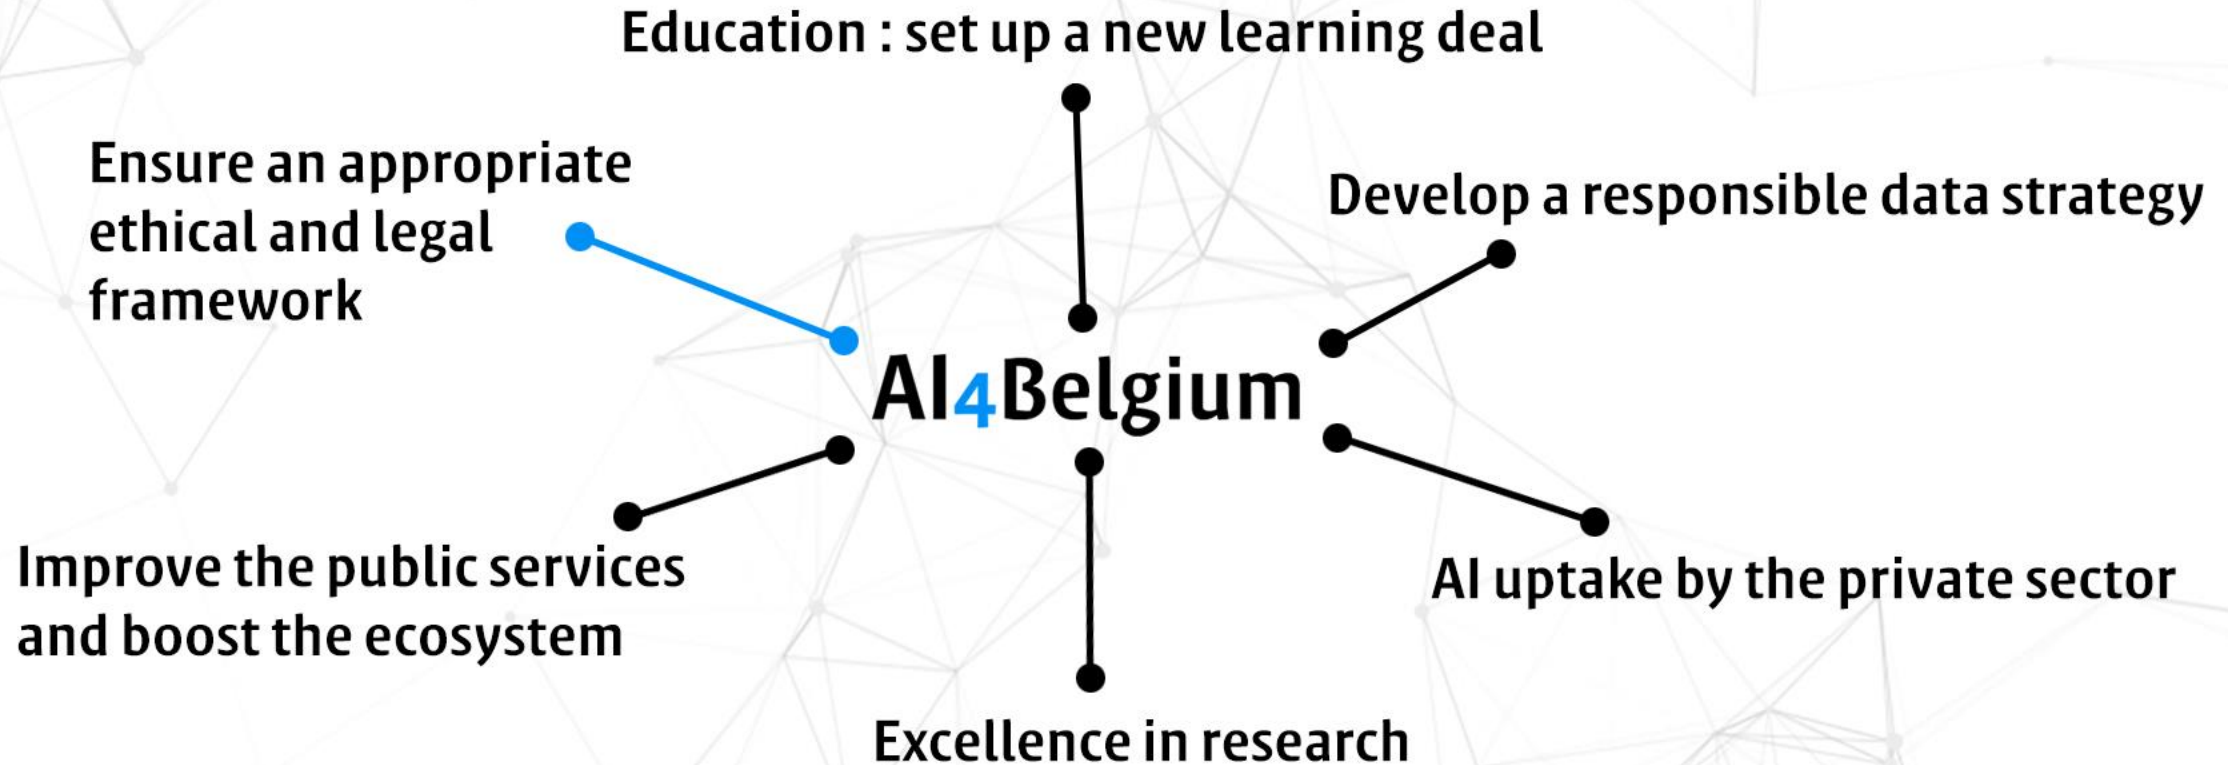 Education : set up a new learning deal
Ensure an appropriate
ethical and legal
framework
Develop a responsible data strategy
AI4Belgium
Improve the public services
and boost the ecosystem
AI uptake by the private sector
Excellence in research